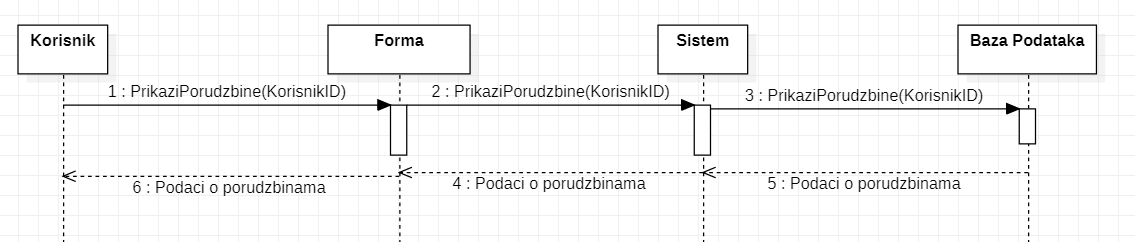 Korisnik
Forma
Sistem
Baza Podataka
1 : PrikaziPorudzbine(KorisnikID)
2 : PrikaziPorudzbine(KorisnikID)
3 : PrikaziPorudzbine(KorisnikID)
6 : Podaci o porudzbinama
4 : Podaci o porudzbinama
5 : Podaci o porudzbinama